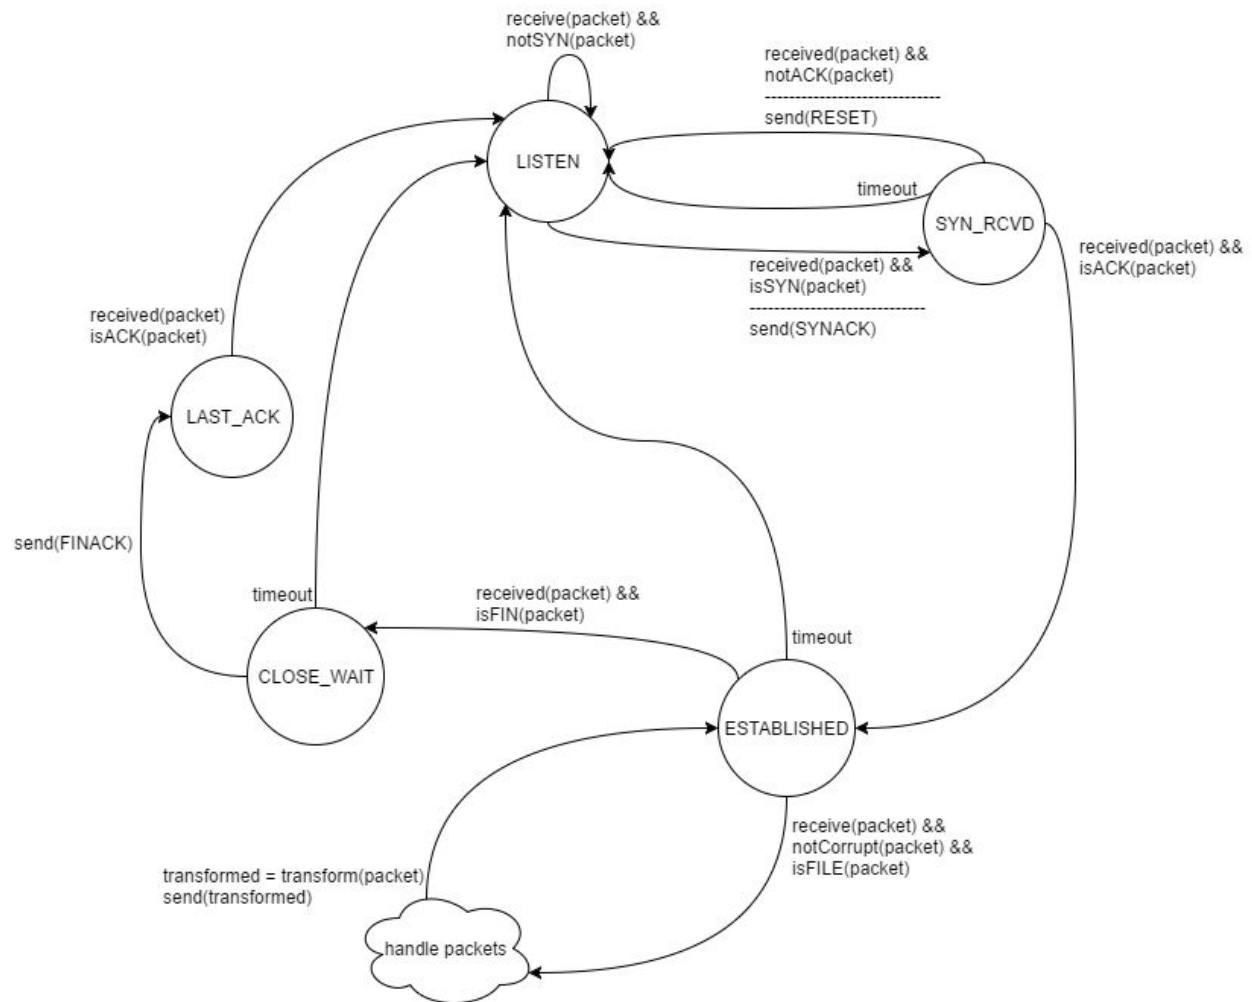 receive(packet) &&
notSYN(packet)
received(packet) &&
notACK(packet)
--------------------------------
send(RESET)
LISTEN
timeout
SYN_RCVD
received(packet) &&
isACK(packet)
received(packet) &&
isSYN(packet)
--------------------------------
send(SYNACK)
received(packet)
isACK(packet)
LAST_ACK
send(FINACK)
timeout
received(packet) &&
isFIN(packet)
timeout
CLOSE_WAIT
ESTABLISHED
receive(packet) &&
notCorrupt(packet) &&
isFILE(packet)
transformed = transform(packet)
send(transformed)
handle packets